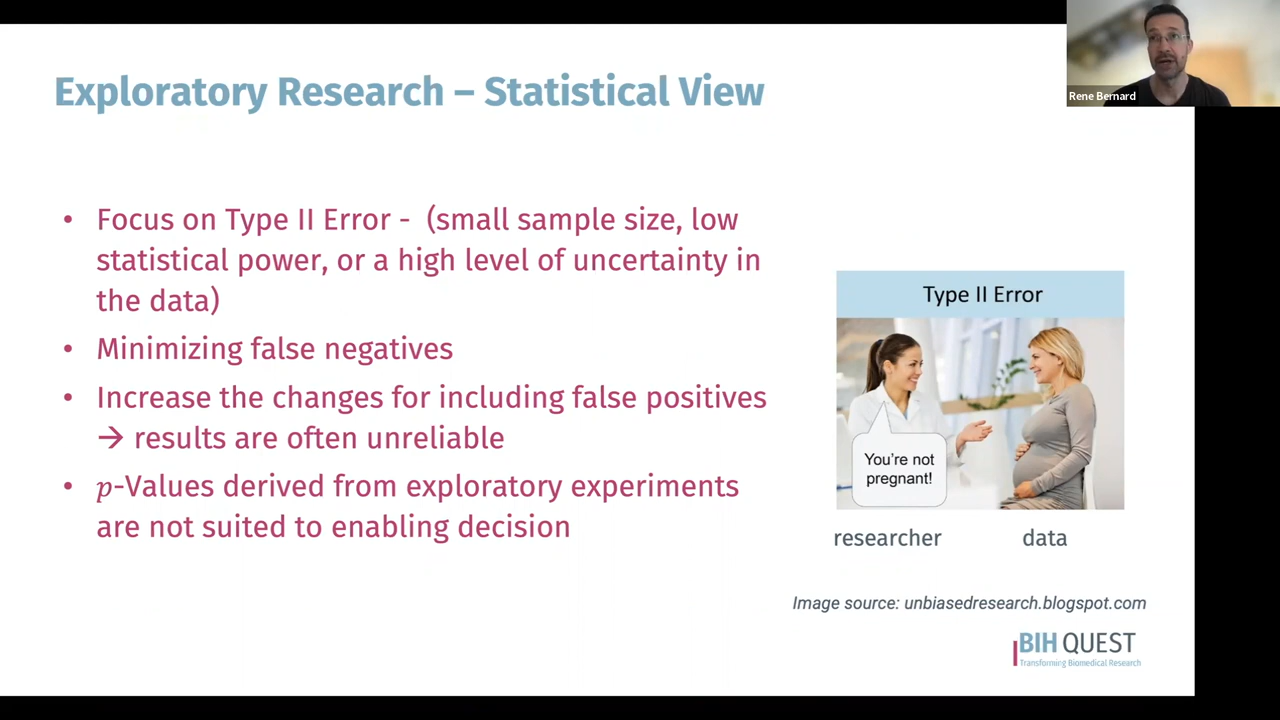 Rene Bernard
Exploratory Research – Statistical View
• Focus on Type II Error -  (small sample size, low
statistical power, or a high level of uncertainty in
the data)
• Minimizing false negatives
• Increase the changes for including false positives
→ results are often unreliable
• p-Values derived from exploratory experiments
are not suited to enabling decision
Type II Error
You're not
pregnant!
researcher
data
Image source: unbiasedresearch.blogspot.com
BIH QUEST
Transforming Biomedical Research